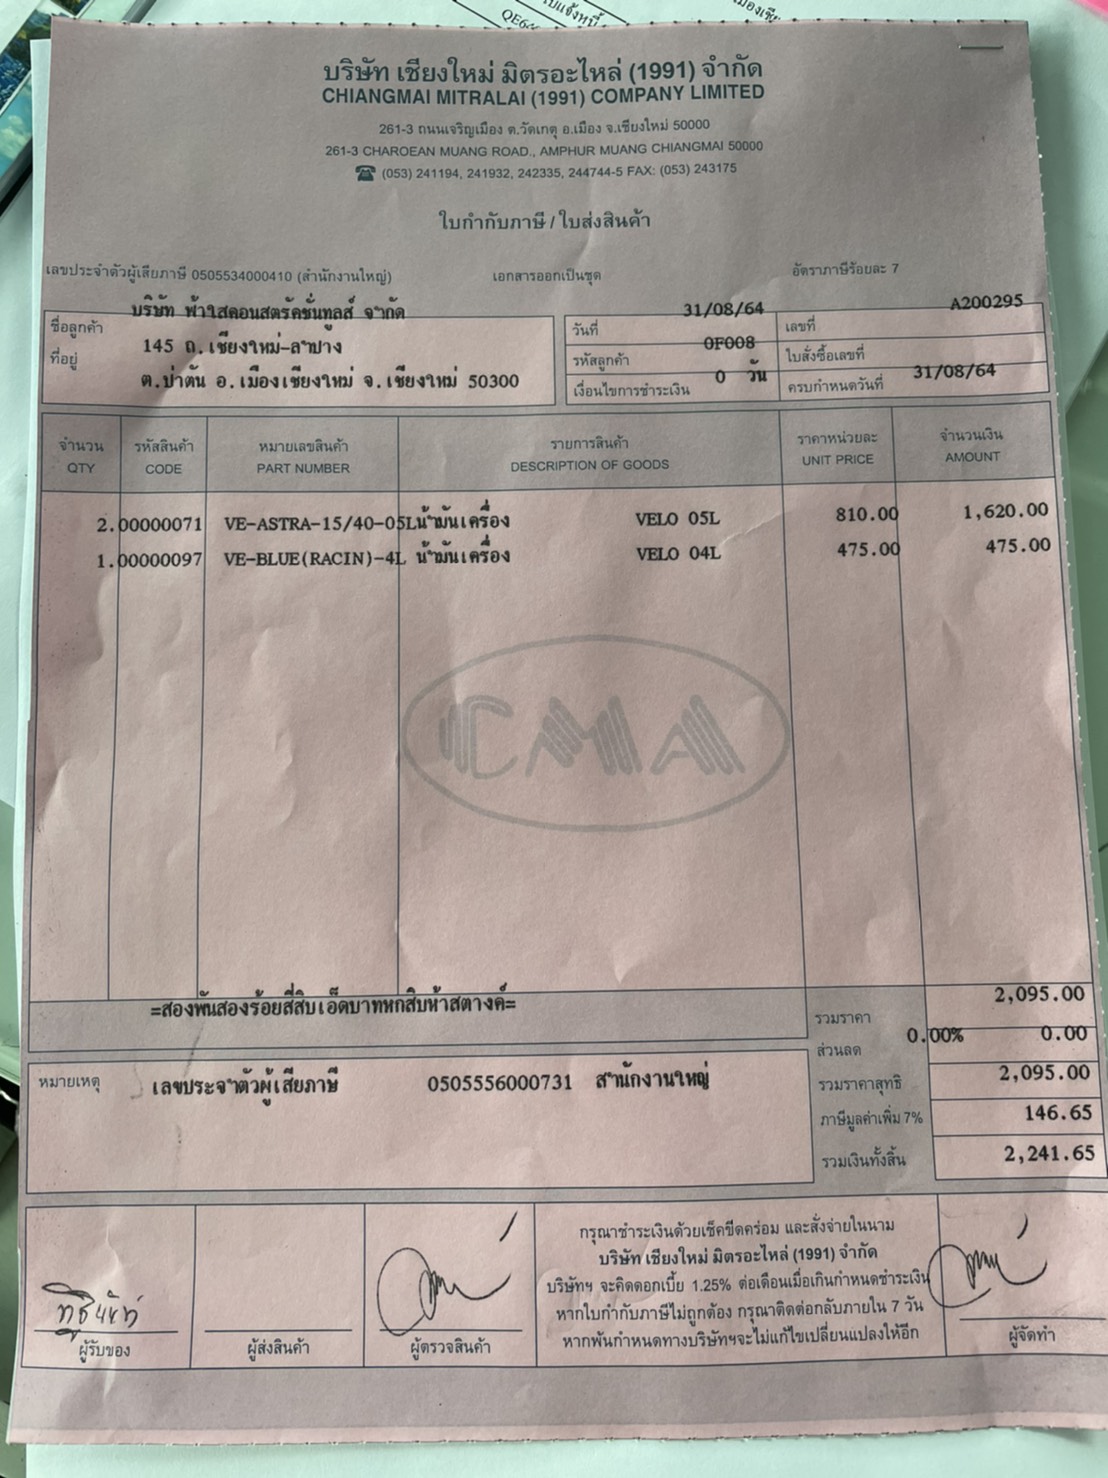 บริษัท เชียงใหม่ มิตรอะไหล่ (1991) จำกัด
CHIANGMAI MITRALAI (1991) COMPANY LIMITED
261-3 ถนนเจริญเมือง ต.วัดเกตุ อ.เมือง จ.เชียงใหม่ 50000
261-3 CHAROEAN MUANG ROAD., AMPHUR MUANG CHIANGMAI 50000
☎ (053) 241194, 241932, 242335, 244744-5 FAX: (053) 243175
ใบกำกับภาษี / ใบส่งสินค้า
เลขประจำตัวผู้เสียภาษี 0505534000410 (สำนักงานใหญ่) เอกสารออกเป็นชุด อัตราภาษีร้อยละ 7
ชื่อลูกค้า บริษัท ฟ้าใสคอนสตรัคชั่นทูลส์ จำกัด
ที่อยู่ 145 ถ.เชียงใหม่-ลำปาง
ต.ป่าตัน อ.เมืองเชียงใหม่ จ.เชียงใหม่ 50300
วันที่ 31/08/64 เลขที่ A200295
รหัสลูกค้า 0F008 ใบสั่งซื้อเลขที่
เงื่อนไขการชำระเงิน 0 วัน ครบกำหนดวันที่ 31/08/64
จำนวน รหัสสินค้า หมายเลขสินค้า รายการสินค้า ราคาหน่วยละ จำนวนเงิน
QTY CODE PART NUMBER DESCRIPTION OF GOODS UNIT PRICE AMOUNT
2.00000071 VE-ASTRA-15/40-05Lน้ำมันเครื่อง VELO 05L 810.00 1,620.00
1.00000097 VE-BLUE(RACIN)-4L น้ำมันเครื่อง VELO 04L 475.00 475.00
CMA
=สองพันสองร้อยสี่สิบเอ็ดบาทหกสิบห้าสตางค์=
รวมราคา 2,095.00
ส่วนลด 0.00% 0.00
รวมราคาสุทธิ 2,095.00
ภาษีมูลค่าเพิ่ม 7% 146.65
รวมเงินทั้งสิ้น 2,241.65
หมายเหตุ เลขประจำตัวผู้เสียภาษี 0505556000731 สำนักงานใหญ่
กรุณาชำระเงินด้วยเช็คขีดคร่อม และสั่งจ่ายในนาม
บริษัท เชียงใหม่ มิตรอะไหล่ (1991) จำกัด
บริษัทฯ จะคิดดอกเบี้ย 1.25% ต่อเดือนเมื่อเกินกำหนดชำระเงิน
หากใบกำกับภาษีไม่ถูกต้อง กรุณาติดต่อกลับภายใน 7 วัน
หากพ้นกำหนดทางบริษัทฯจะไม่แก้ไขเปลี่ยนแปลงให้อีก
ผู้รับของ ผู้ส่งสินค้า ผู้ตรวจสินค้า ผู้จัดทำ